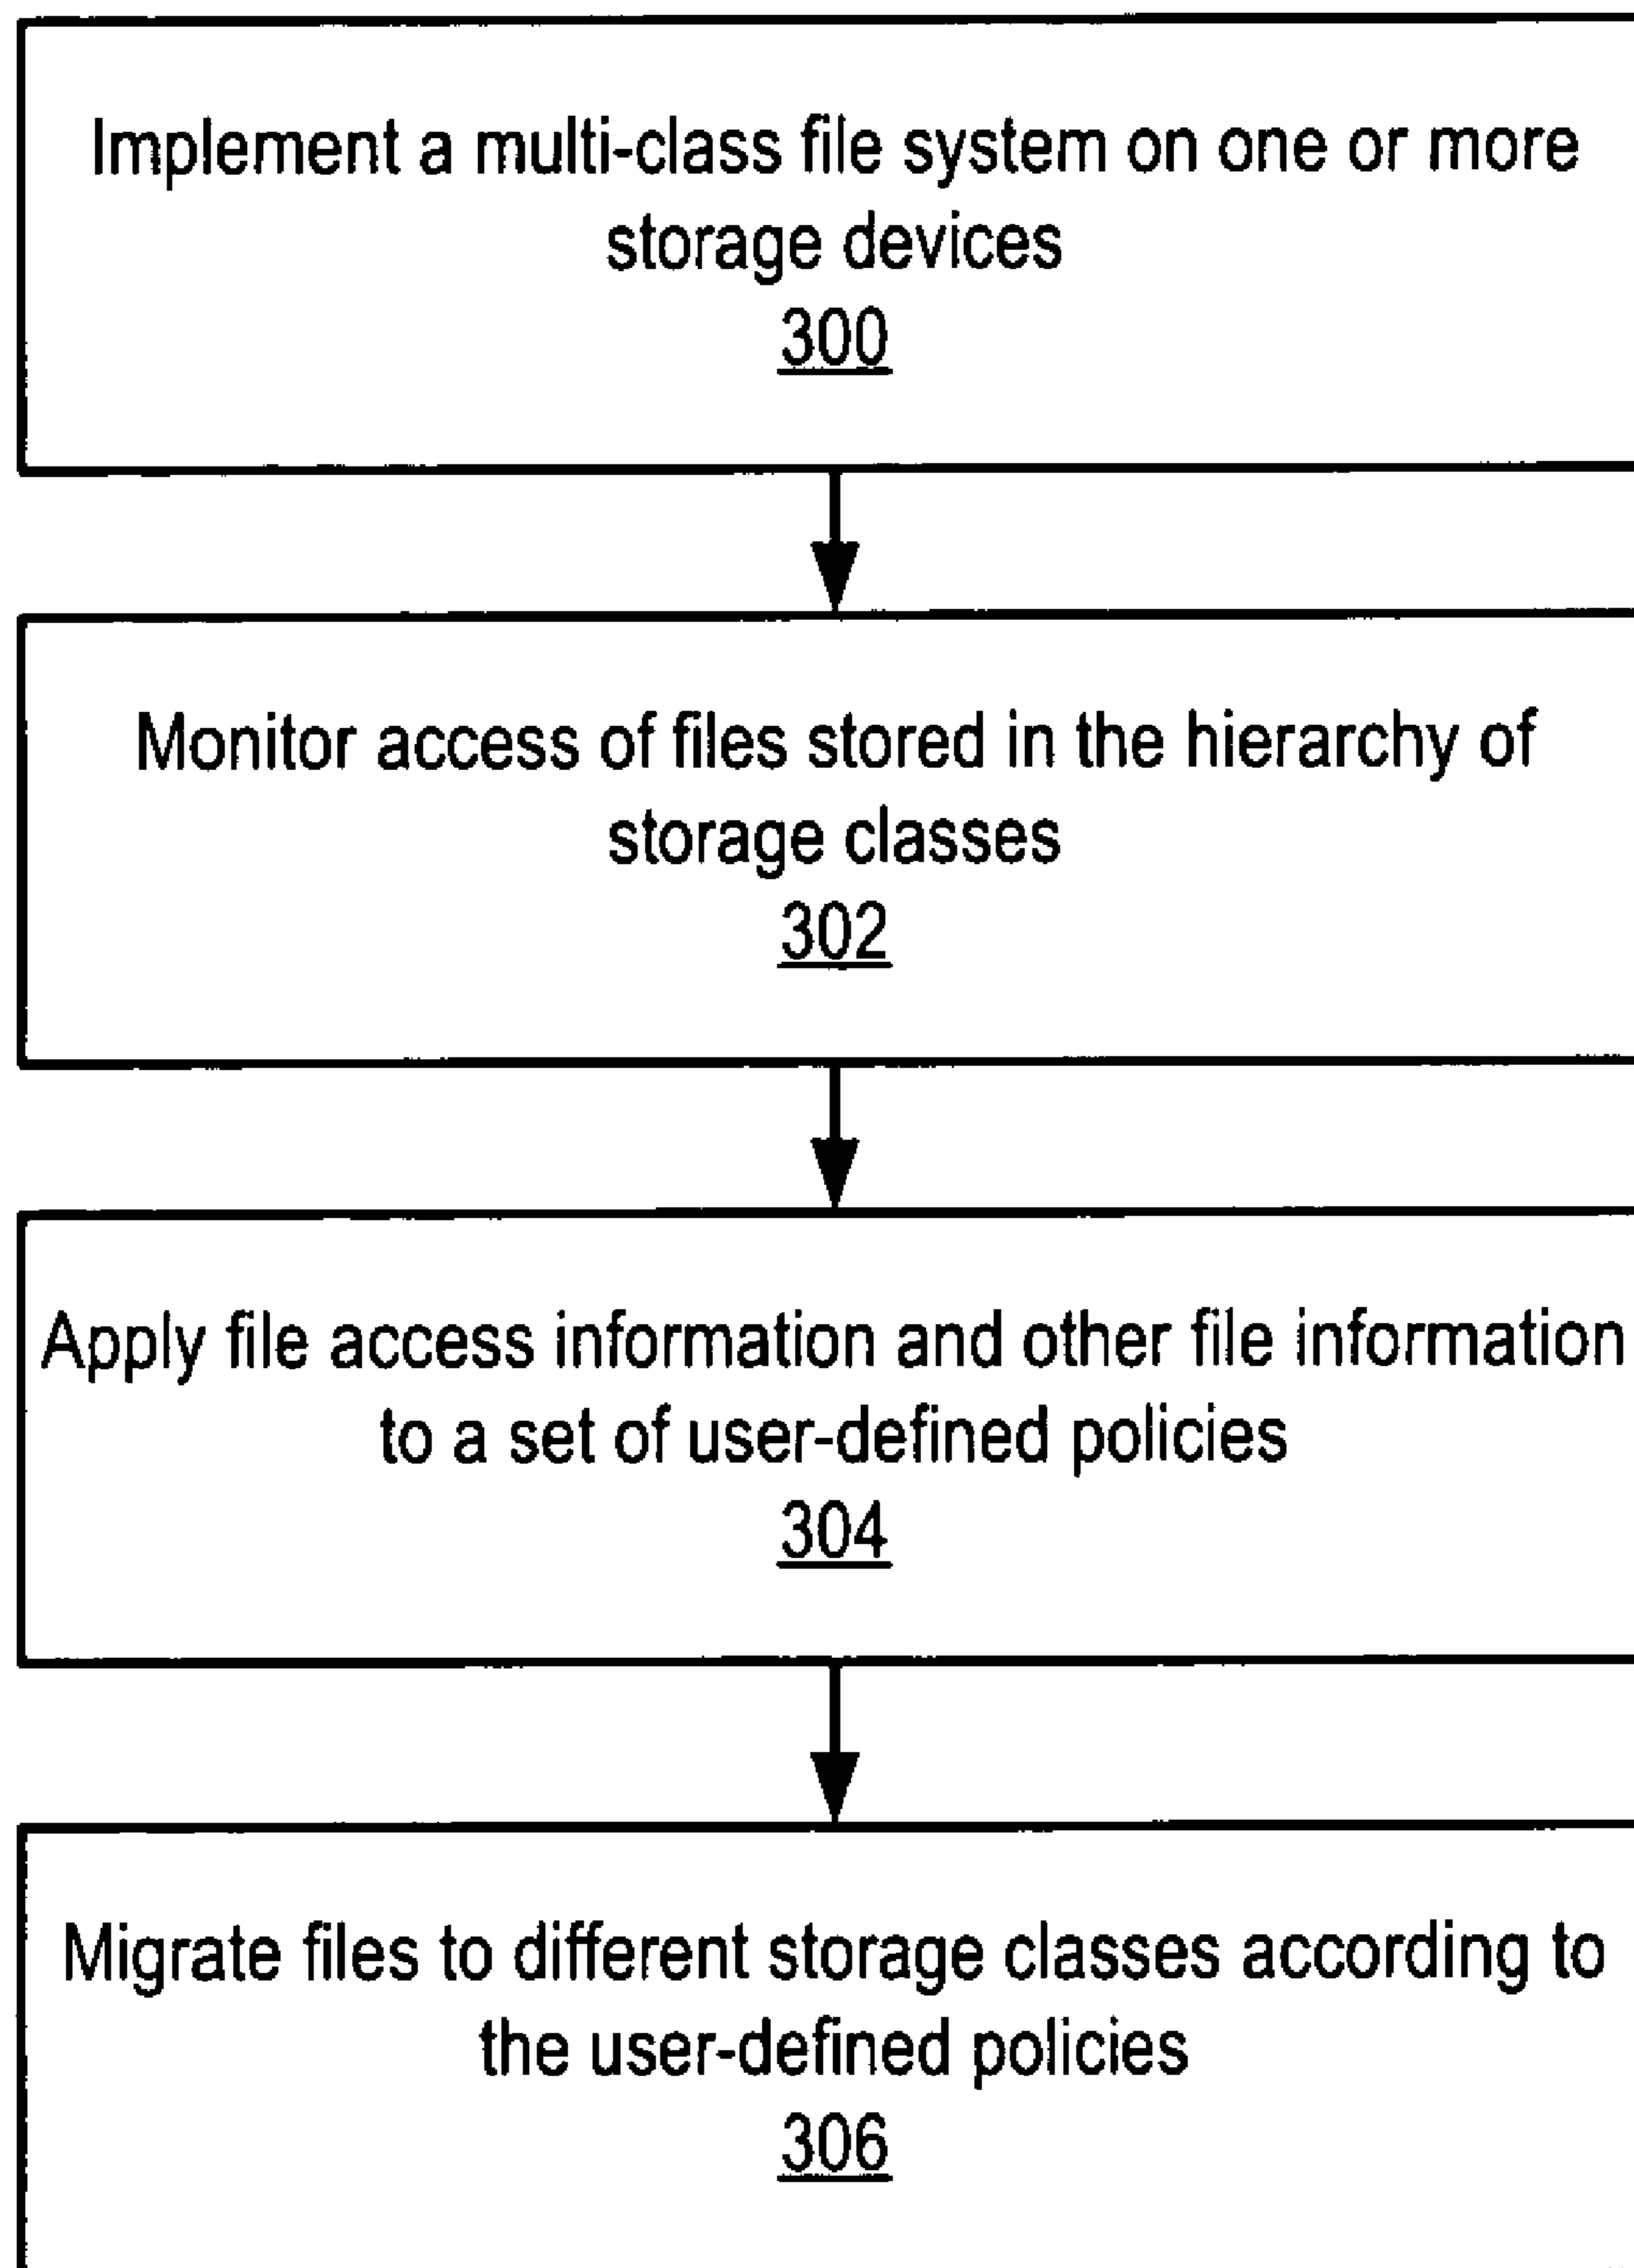 Implement a multi-class file system on one or more
storage devices
300
Monitor access of files stored in the hierarchy of
storage classes
302
Apply file access information and other file information
to a set of user-defined policies
304
Migrate files to different storage classes according to
the user-defined policies
306